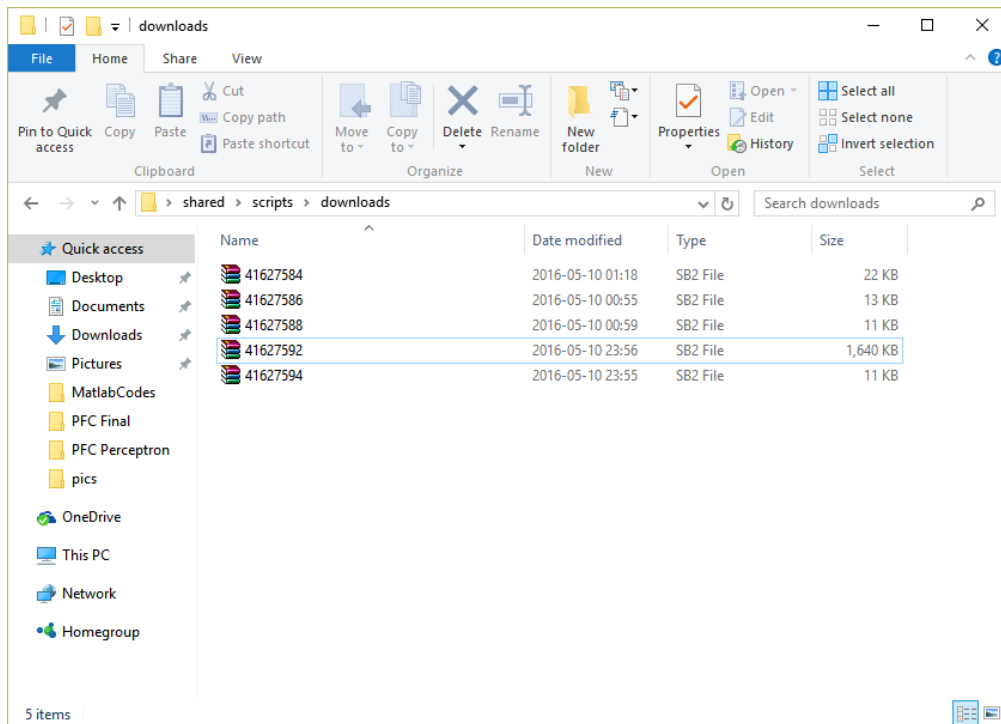 downloads
File Home Share View
Pin to Quick access
Copy
Paste
Cut
Copy path
Paste shortcut
Clipboard
Move to
Copy to
Delete
Rename
Organize
New folder
New
Properties
Open
Edit
History
Open
Select all
Select none
Invert selection
Select
shared scripts downloads
Search downloads
Quick access
Desktop
Documents
Downloads
Pictures
MatlabCodes
PFC Final
PFC Perceptron
pics
OneDrive
This PC
Network
Homegroup
Name Date modified Type Size
41627584 2016-05-10 01:18 SB2 File 22 KB
41627586 2016-05-10 00:55 SB2 File 13 KB
41627588 2016-05-10 00:59 SB2 File 11 KB
41627592 2016-05-10 23:56 SB2 File 1,640 KB
41627594 2016-05-10 23:55 SB2 File 11 KB
5 items